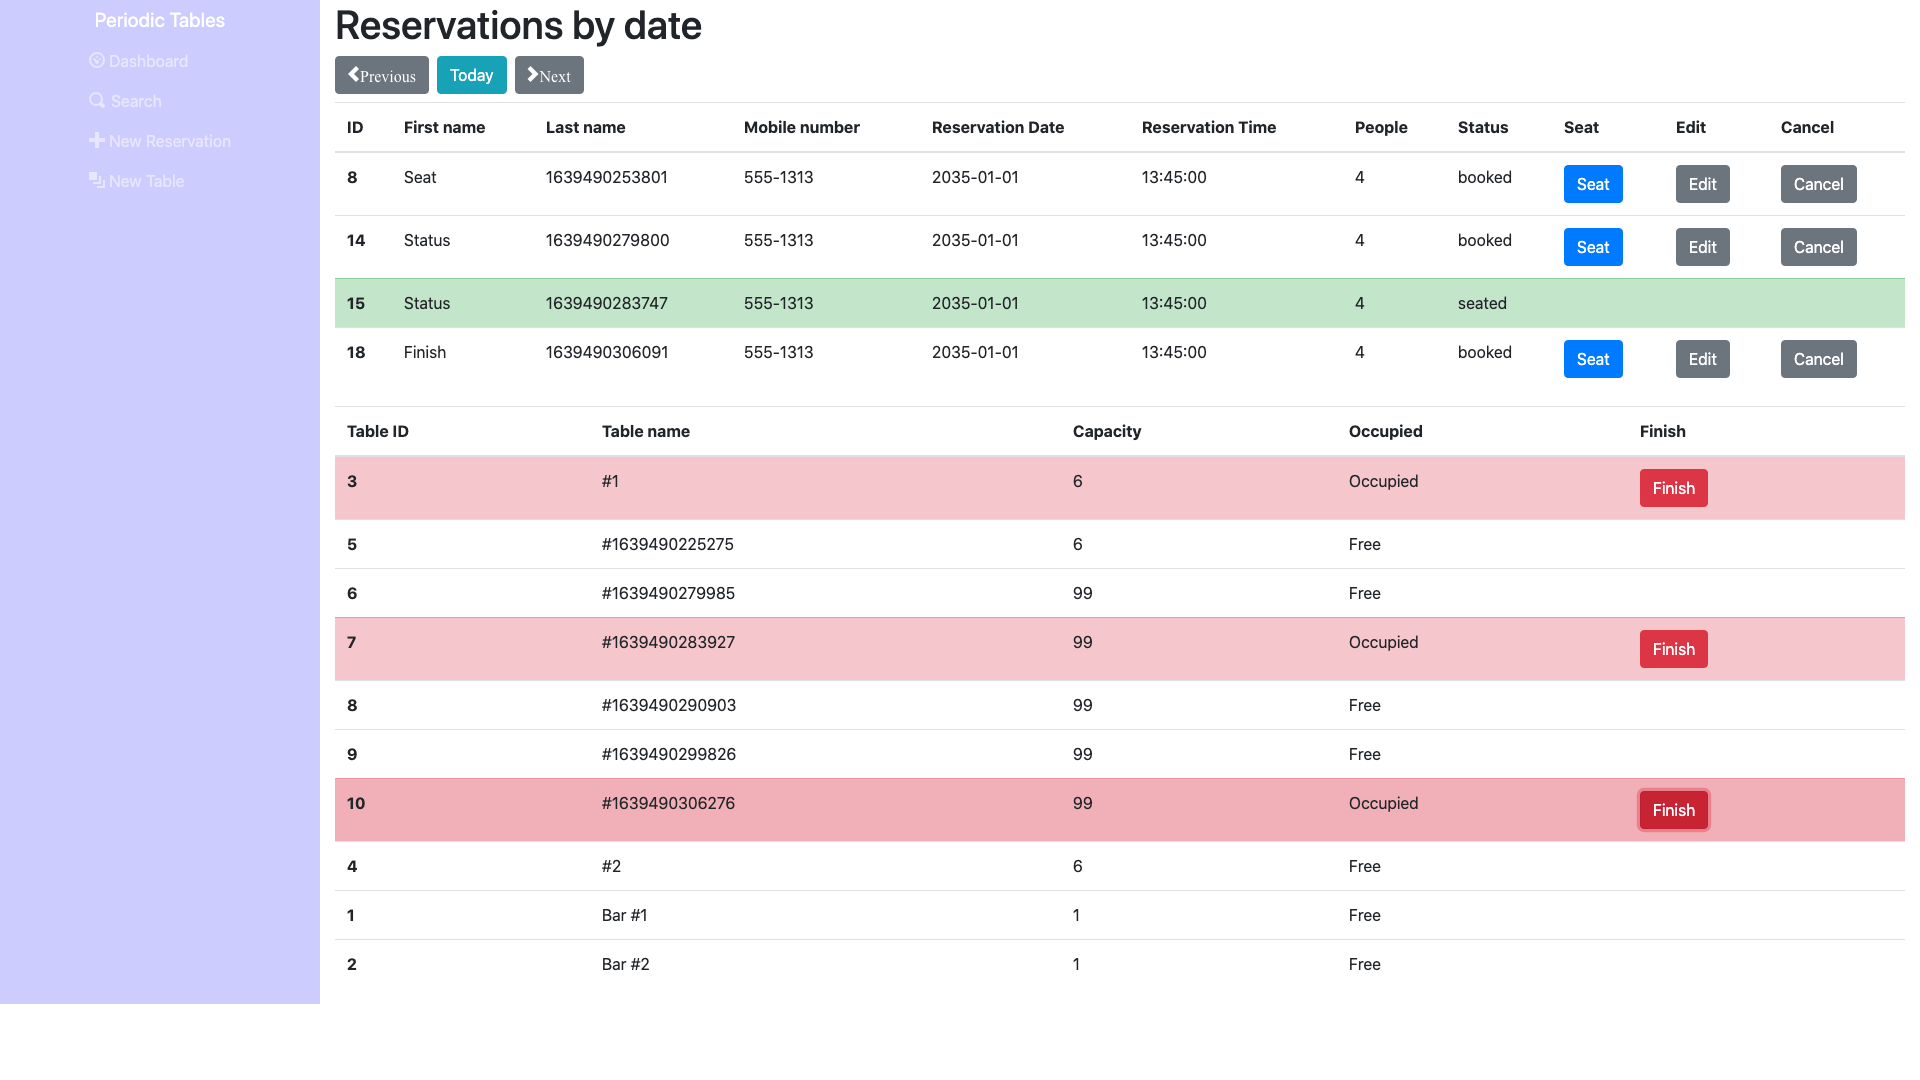 Periodic Tables
Dashboard
Search
New Reservation
New Table
Reservations by date
Previous Today Next
ID First name Last name Mobile number Reservation Date Reservation Time People Status Seat Edit Cancel
8 Seat 1639490253801 555-1313 2035-01-01 13:45:00 4 booked Seat Edit Cancel
14 Status 1639490279800 555-1313 2035-01-01 13:45:00 4 booked Seat Edit Cancel
15 Status 1639490283747 555-1313 2035-01-01 13:45:00 4 seated
18 Finish 1639490306091 555-1313 2035-01-01 13:45:00 4 booked Seat Edit Cancel
Table ID Table name Capacity Occupied Finish
3 #1 6 Occupied Finish
5 #1639490225275 6 Free
6 #1639490279985 99 Free
7 #1639490283927 99 Occupied Finish
8 #1639490290903 99 Free
9 #1639490299826 99 Free
10 #1639490306276 99 Occupied Finish
4 #2 6 Free
1 Bar #1 1 Free
2 Bar #2 1 Free